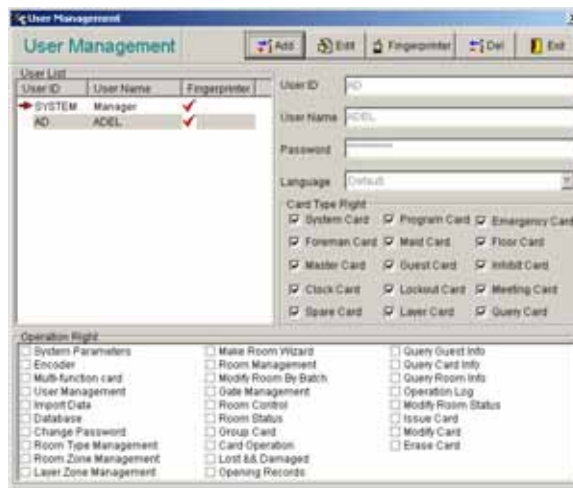 User Management
User Management
Add
Edit
Fingerprinter
Del
Exit
User List
User ID User Name Fingerprinter
SYSTEM Manager
AD ADEL
User ID AD
User Name ADEL
Password
Language Default
Card Type Right
System Card Program Card Emergency Card
Foreman Card Maid Card Floor Card
Master Card Guest Card Inhibit Card
Clock Card Lockout Card Meeting Card
Spare Card Layer Card Query Card
Operation Right
System Parameters Make Room Wizard Query Guest Info
Encoder Room Management Query Card Info
Multi-function card Modify Room By Batch Query Room Info
User Management Gate Management Operation Log
Import Data Room Control Modify Room Status
Database Room Status Issue Card
Change Password Group Card Modify Card
Room Type Management Card Operation Erase Card
Room Zone Management Lost && Damaged
Layer Zone Management Opening Records